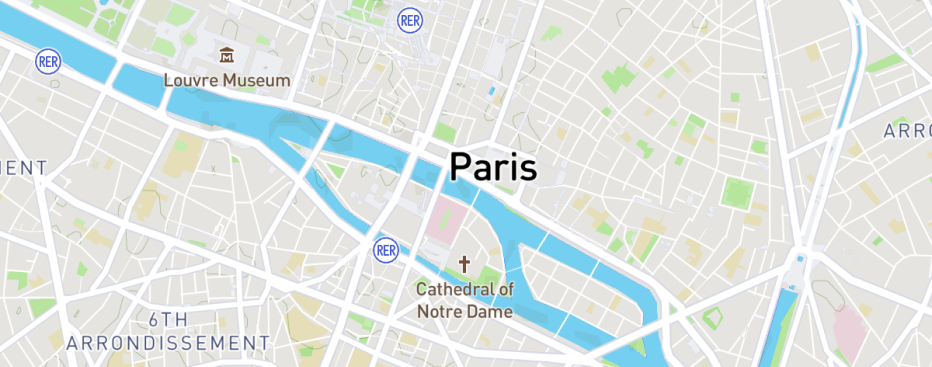 RER
RER
Louvre Museum
ARRO
Paris
MENT
RER
Cathedral of
Notre Dame
6TH
ARRONDISSEMENT